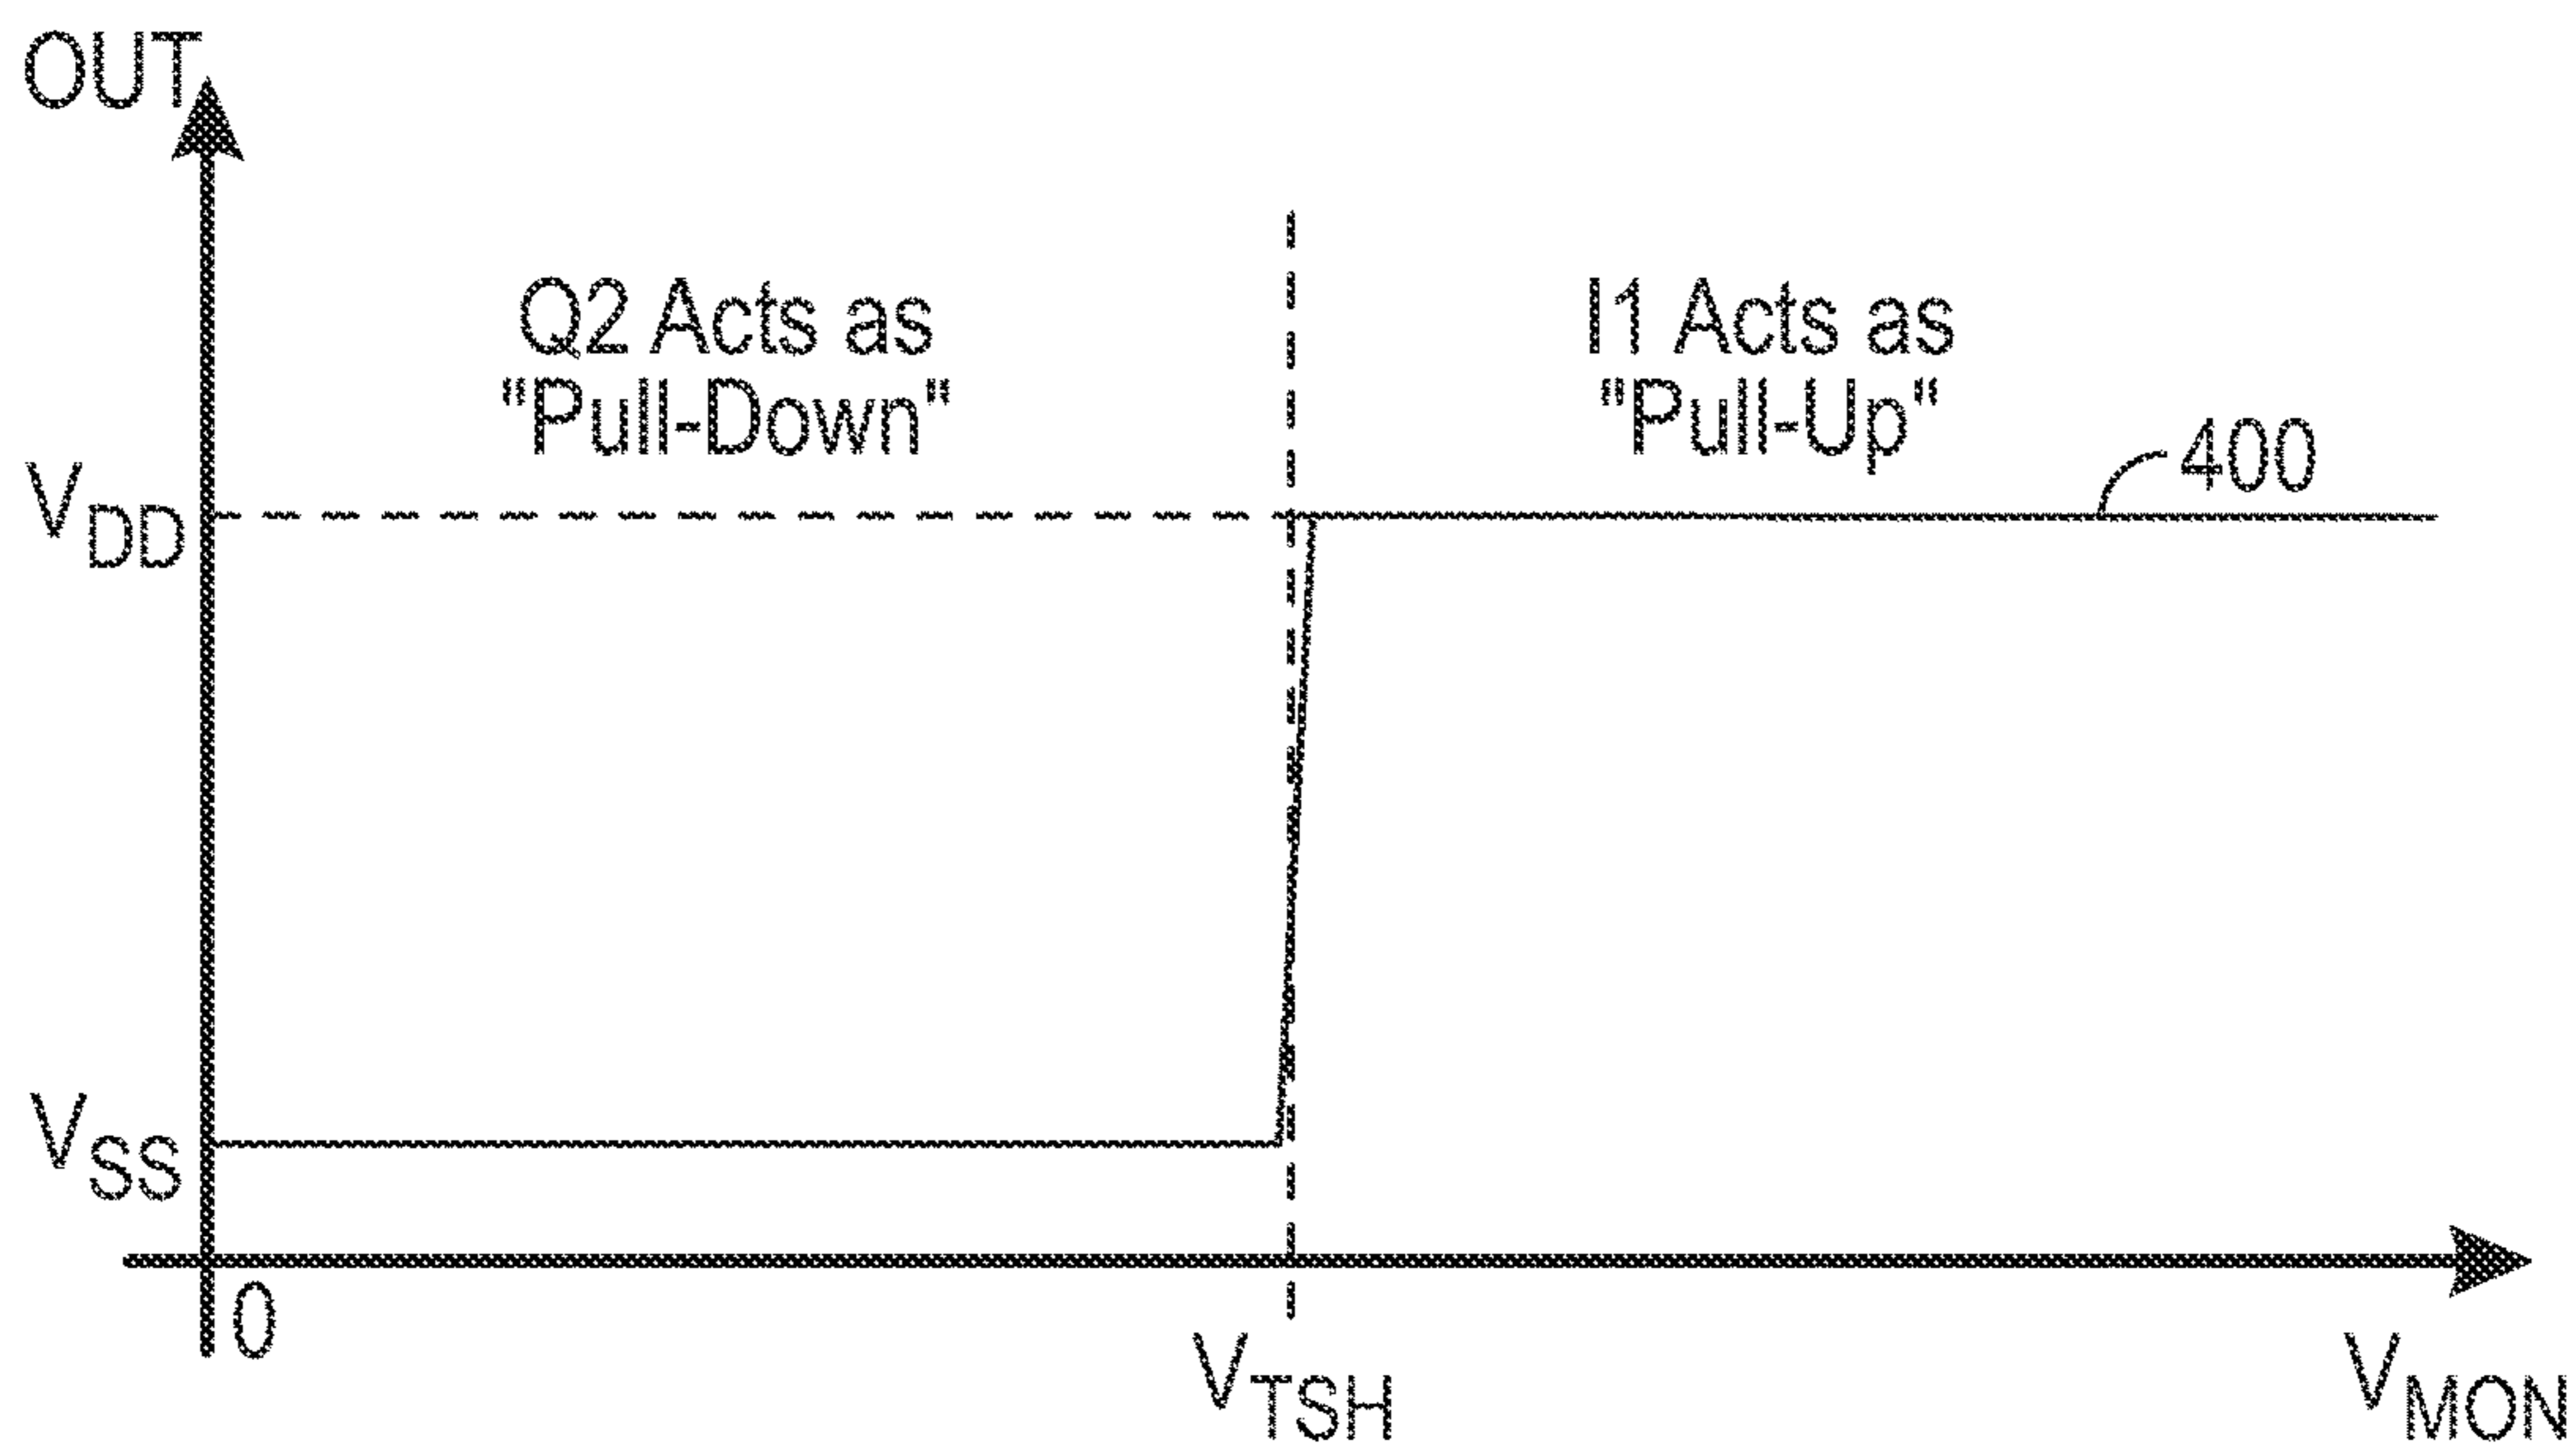 OUT
Q2 Acts as
"Pull-Down"
I1 Acts as
"Pull-Up"
400
VDD
VSS
0
VTSH
VMON